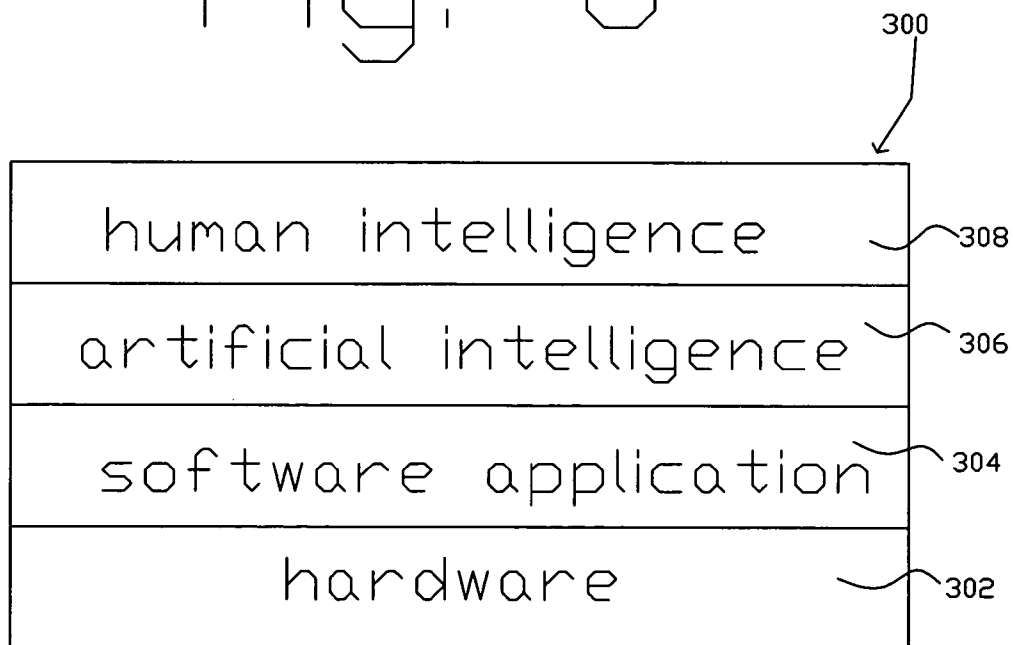 300
human intelligence 308
artificial intelligence 306
software application 304
hardware 302